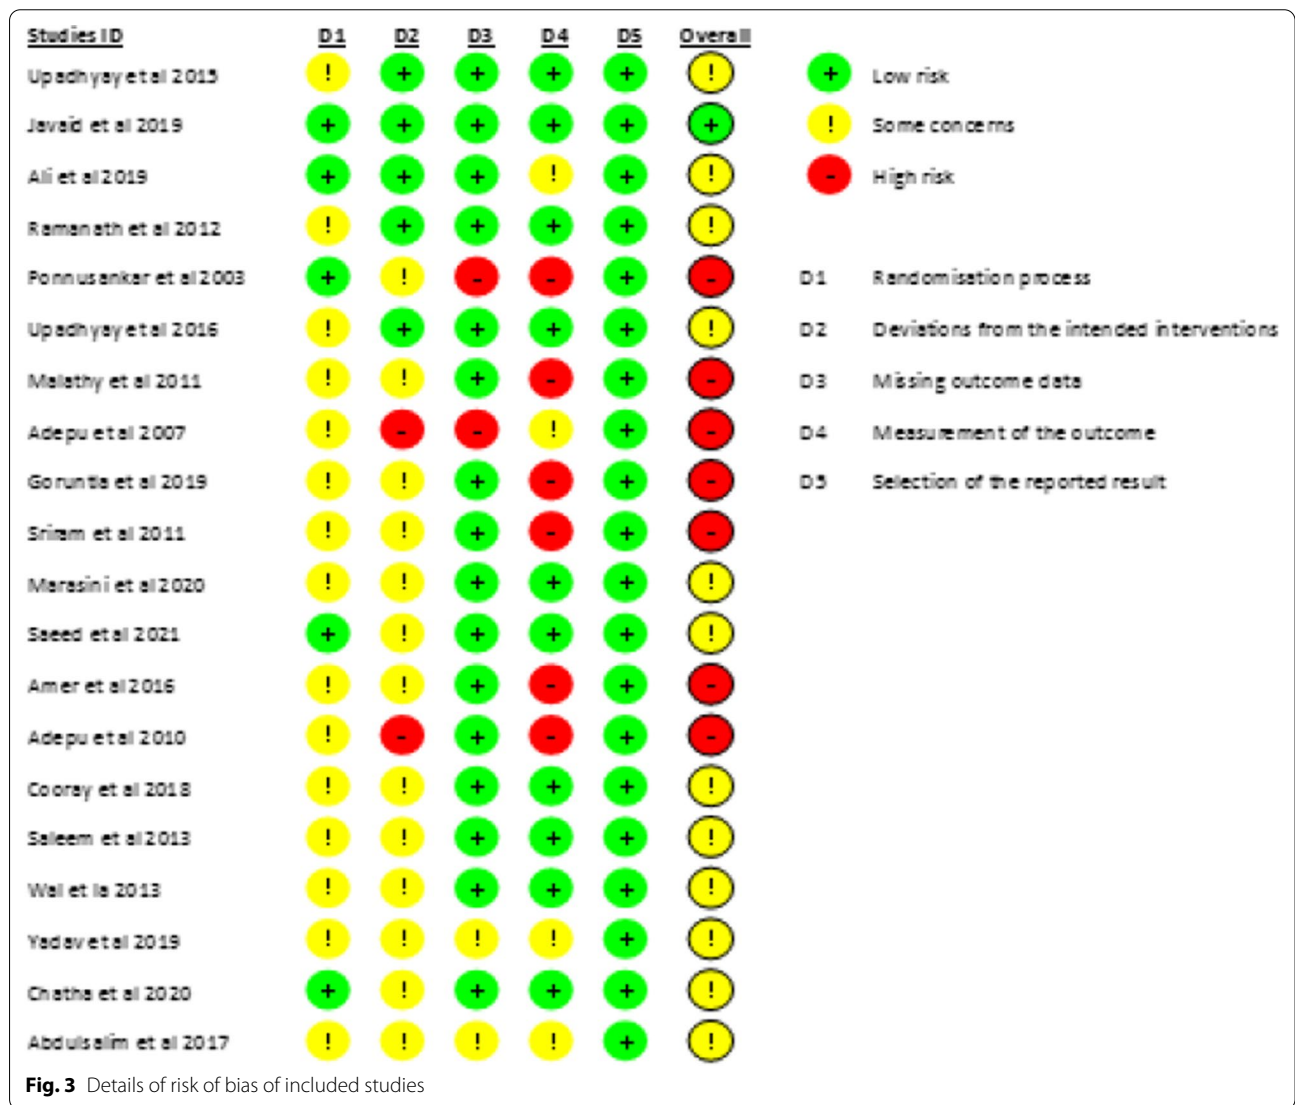 Studies ID D1 D2 D3 D4 D5 Overall
Upadhyay et al 2015 ! + + + + ! + Low risk
Javaid et al 2019 + + + + + + ! Some concerns
Ali et al 2019 + + + ! + ! - High risk
Ramanath et al 2012 ! + + + + !
Ponnusankar et al 2003 + ! - - + - D1 Randomisation process
Upadhyay et al 2016 ! + + + + ! D2 Deviations from the intended interventions
Malathy et al 2011 ! ! + - + - D3 Missing outcome data
Adepu et al 2007 ! - - ! + - D4 Measurement of the outcome
Goruntla et al 2019 ! ! + - + - D5 Selection of the reported result
Sriram et al 2011 ! ! + - + -
Marasini et al 2020 ! ! + + + !
Saeed et al 2021 + ! + + + !
Amer et al 2016 ! ! + - + -
Adepu et al 2010 ! - + - + -
Cooray et al 2018 ! ! + + + !
Saleem et al 2013 ! ! + + + !
Wal et la 2013 ! ! + + + !
Yadav et al 2019 ! ! ! ! + !
Chatha et al 2020 + ! + + + !
Abdulsalim et al 2017 ! ! ! ! + !
Fig. 3 Details of risk of bias of included studies